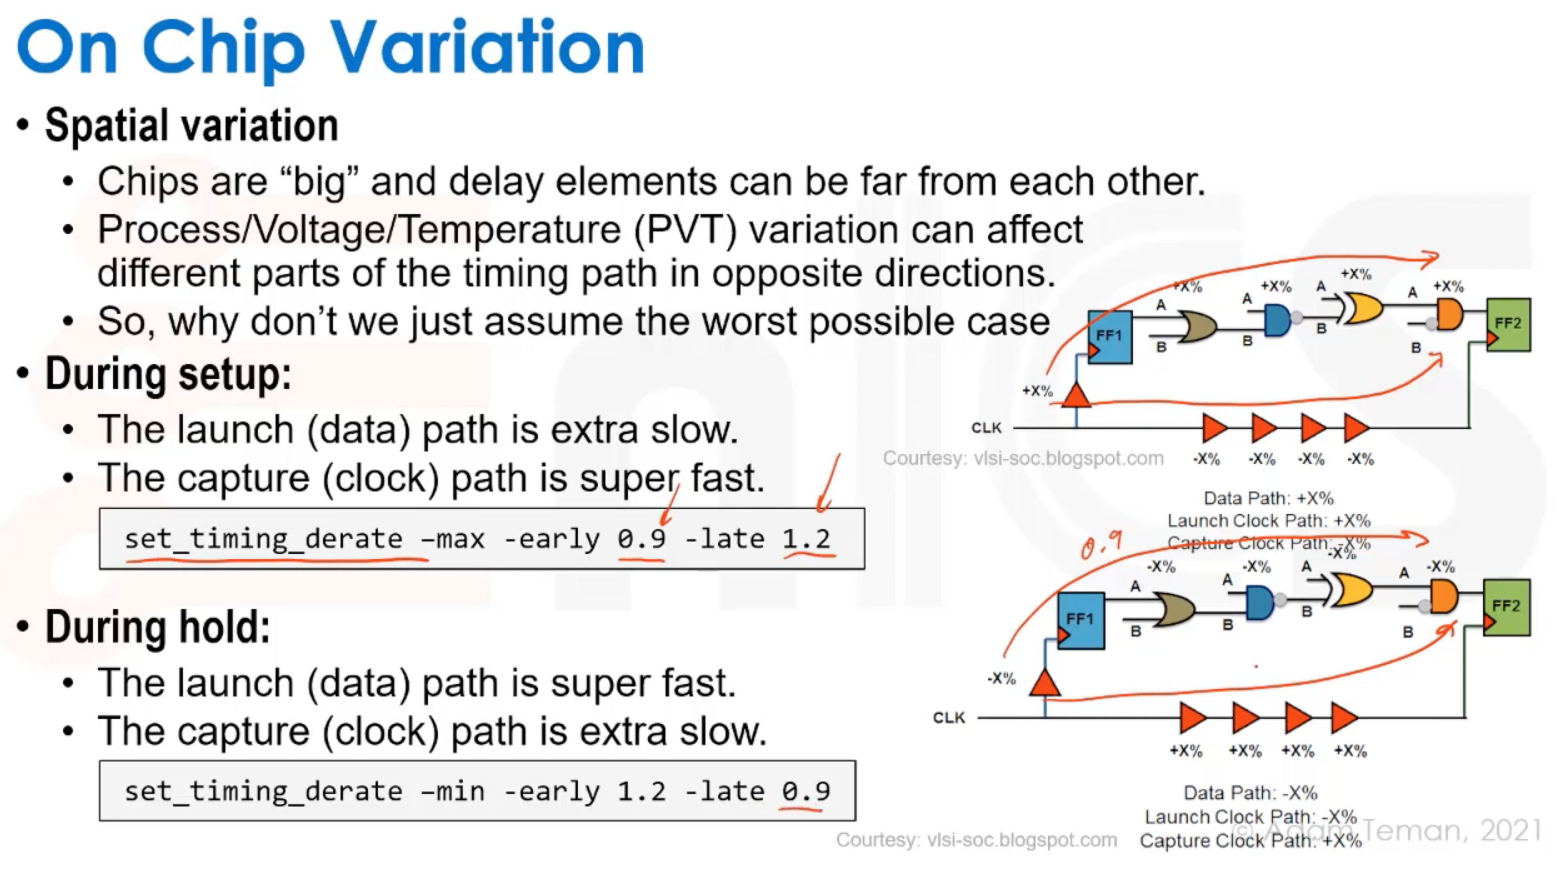 On Chip Variation
• Spatial variation
• Chips are “big” and delay elements can be far from each other.
• Process/Voltage/Temperature (PVT) variation can affect
different parts of the timing path in opposite directions.
• So, why don’t we just assume the worst possible case
• During setup:
• The launch (data) path is extra slow.
• The capture (clock) path is super fast.
set_timing_derate –max -early 0.9 -late 1.2
• During hold:
• The launch (data) path is super fast.
• The capture (clock) path is extra slow.
set_timing_derate –min -early 1.2 -late 0.9
+X%
+X% +X% A +X%
A A A
FF1 FF2
B B B B
+X%
CLK
Courtesy: vlsi-soc.blogspot.com
-X% -X% -X% -X%
Data Path: +X%
Launch Clock Path: +X%
Capture Clock Path: -X%
0.9
-X%
-X% -X% A -X%
A A A
FF1 FF2
B B B B
-X%
CLK
+X% +X% +X% +X%
Data Path: -X%
Launch Clock Path: -X%
Capture Clock Path: +X%
Courtesy: vlsi-soc.blogspot.com
© Adam Teman, 2021